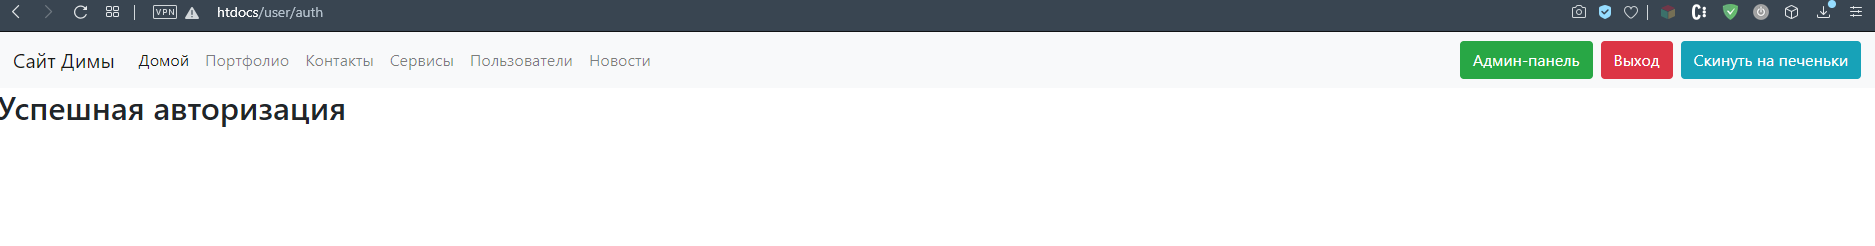 VPN htdocs/user/auth
Сайт Димы Домой Портфолио Контакты Сервисы Пользователи Новости Админ-панель Выход Скинуть на печеньки
Успешная авторизация